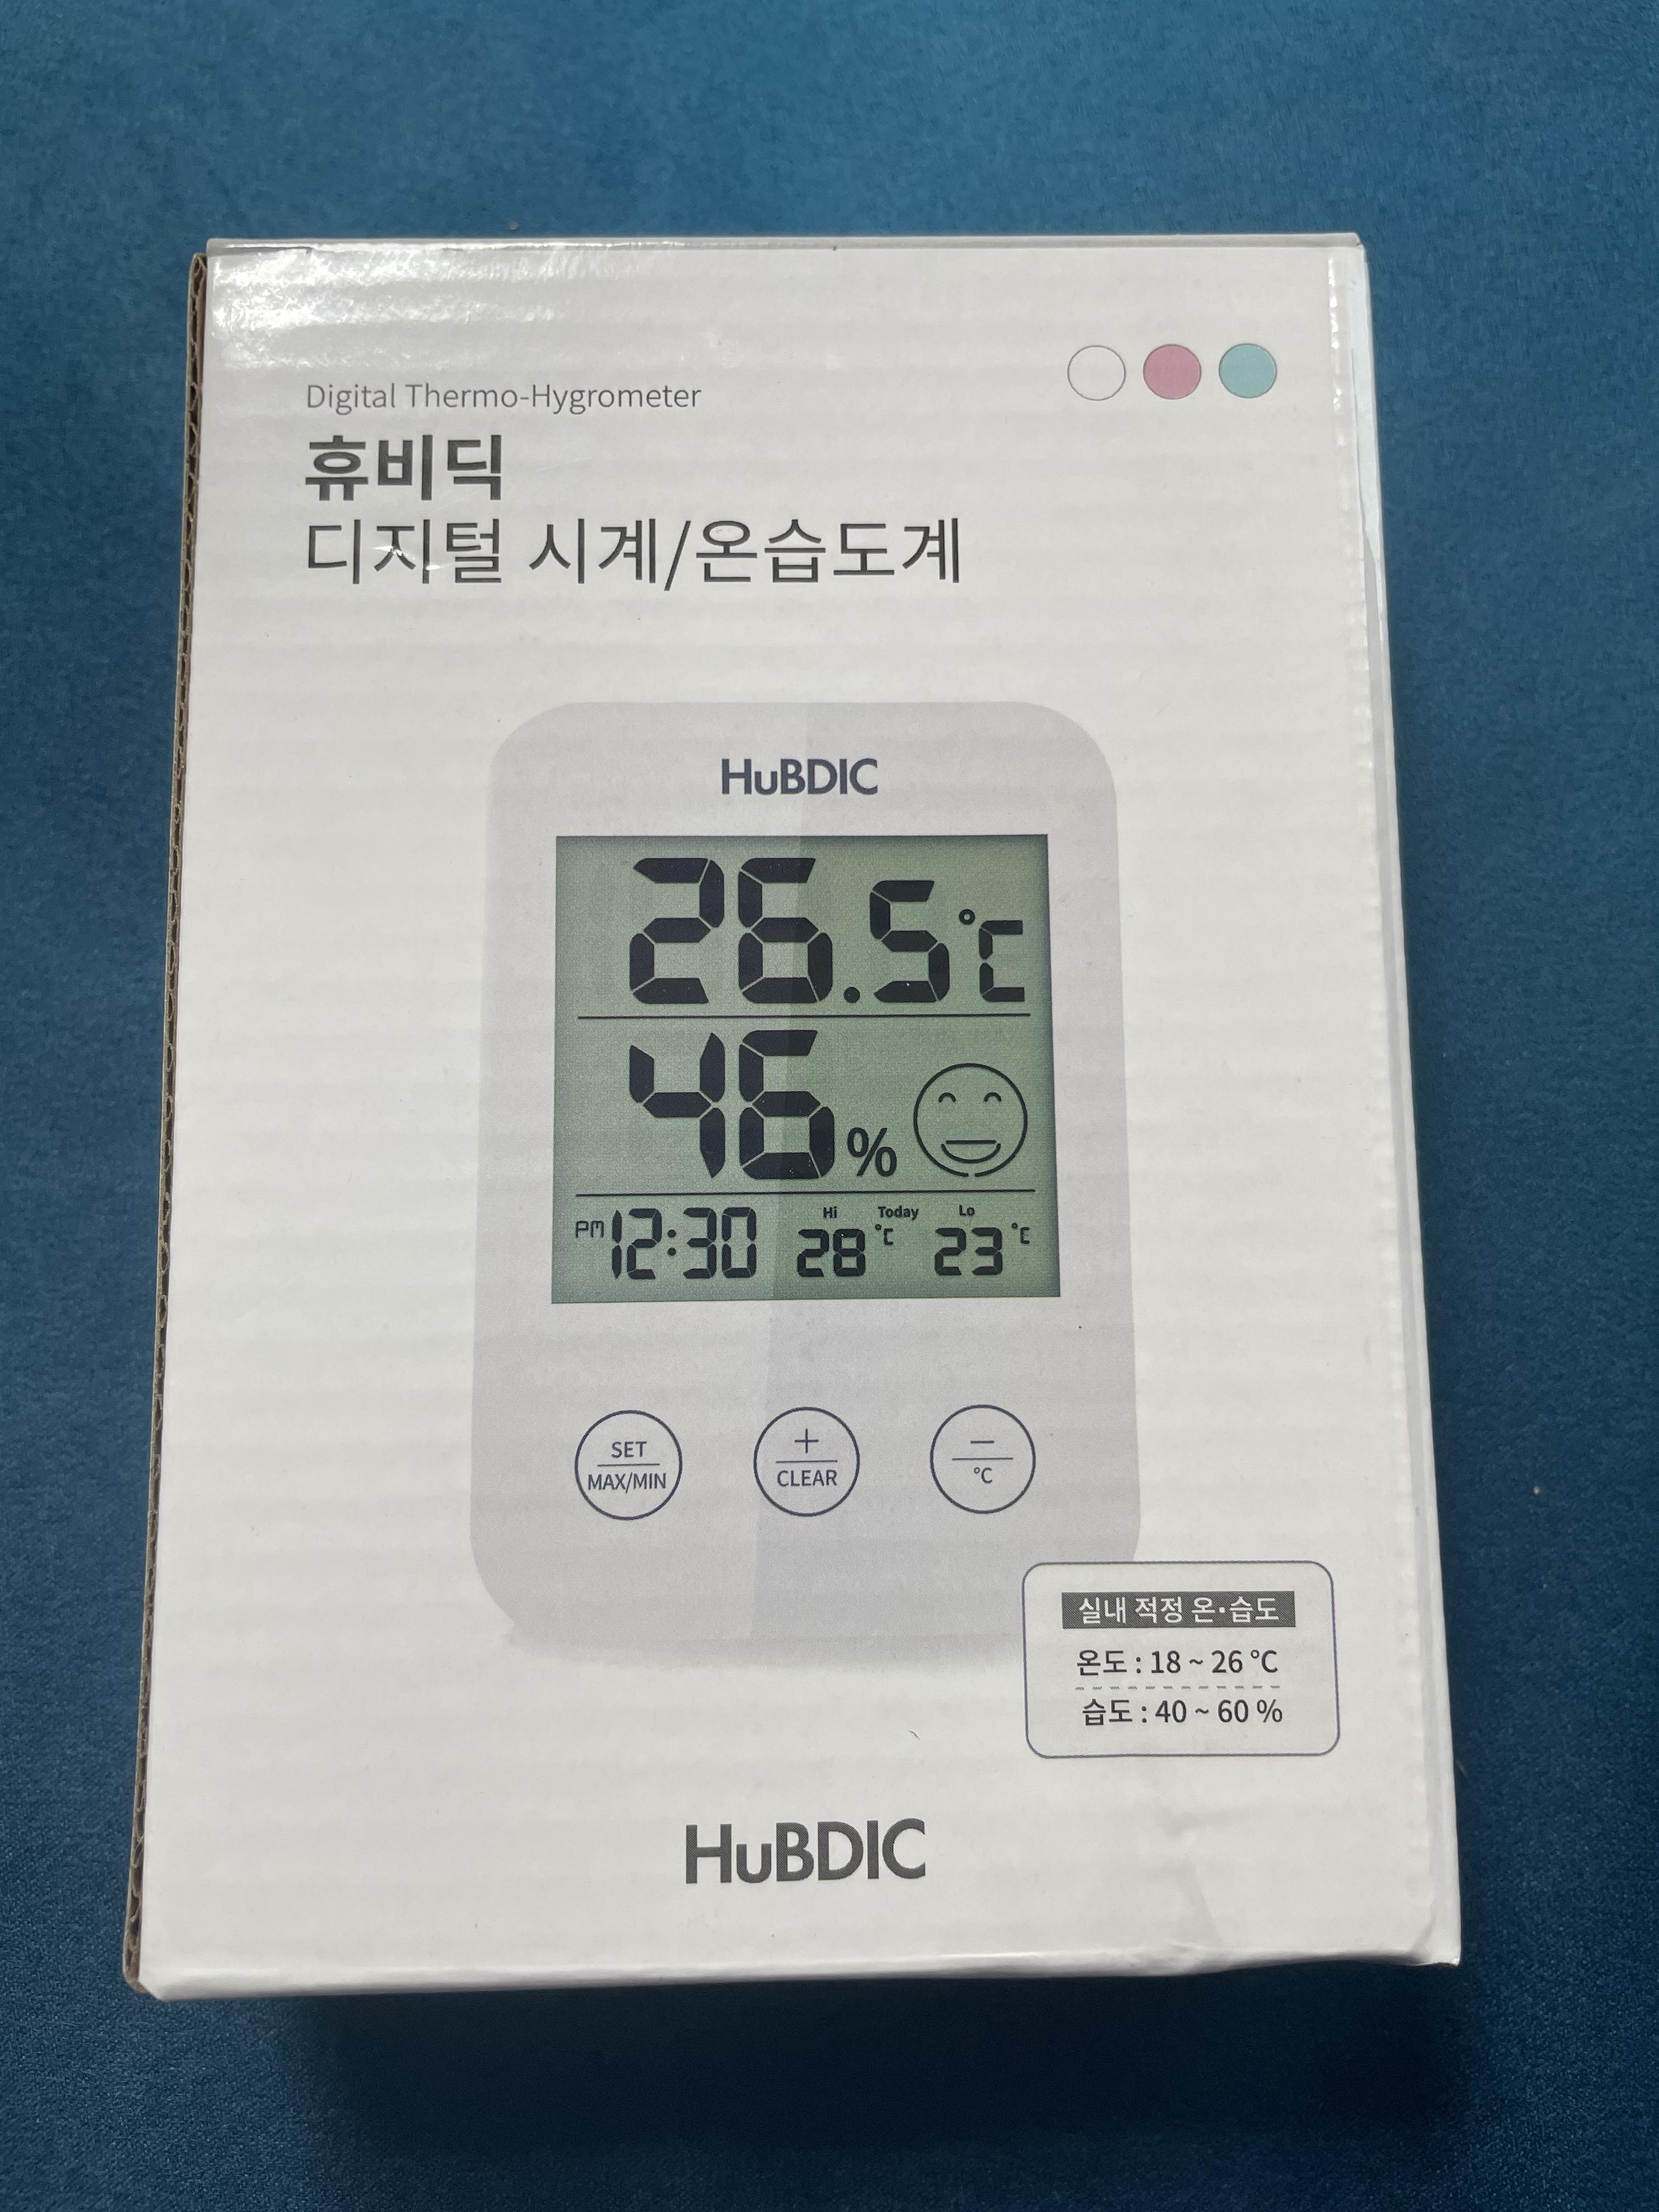 Digital Thermo-Hygrometer
휴비딕
디지털 시계/온습도계
HuBDIC
26.5℃
46%
PM 12:30 Hi 28℃ Today Lo 23℃
SET + −
MAX/MIN CLEAR ℃
실내 적정 온·습도
온도 : 18 ~ 26 ℃
습도 : 40 ~ 60 %
HuBDIC